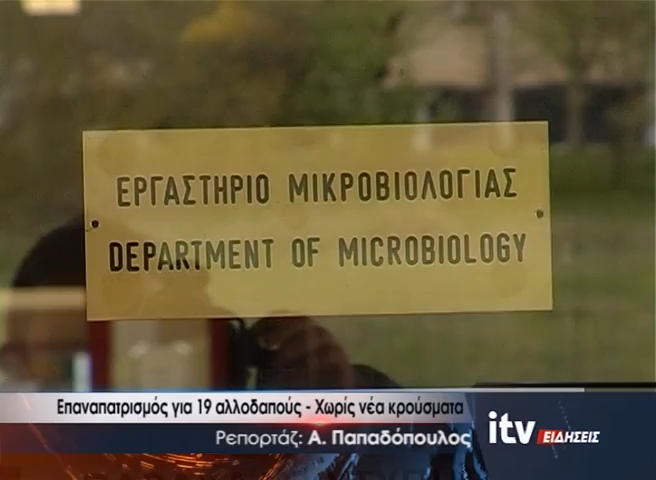 ΕΡΓΑΣΤΗΡΙΟ ΜΙΚΡΟΒΙΟΛΟΓΙΑΣ
DEPARTMENT OF MICROBIOLOGY
Επαναπατρισμός για 19 αλλοδαπούς - Χωρίς νέα κρούσματα
Ρεπορτάζ: Α. Παπαδόπουλος
itv ΕΙΔΗΣΕΙΣ